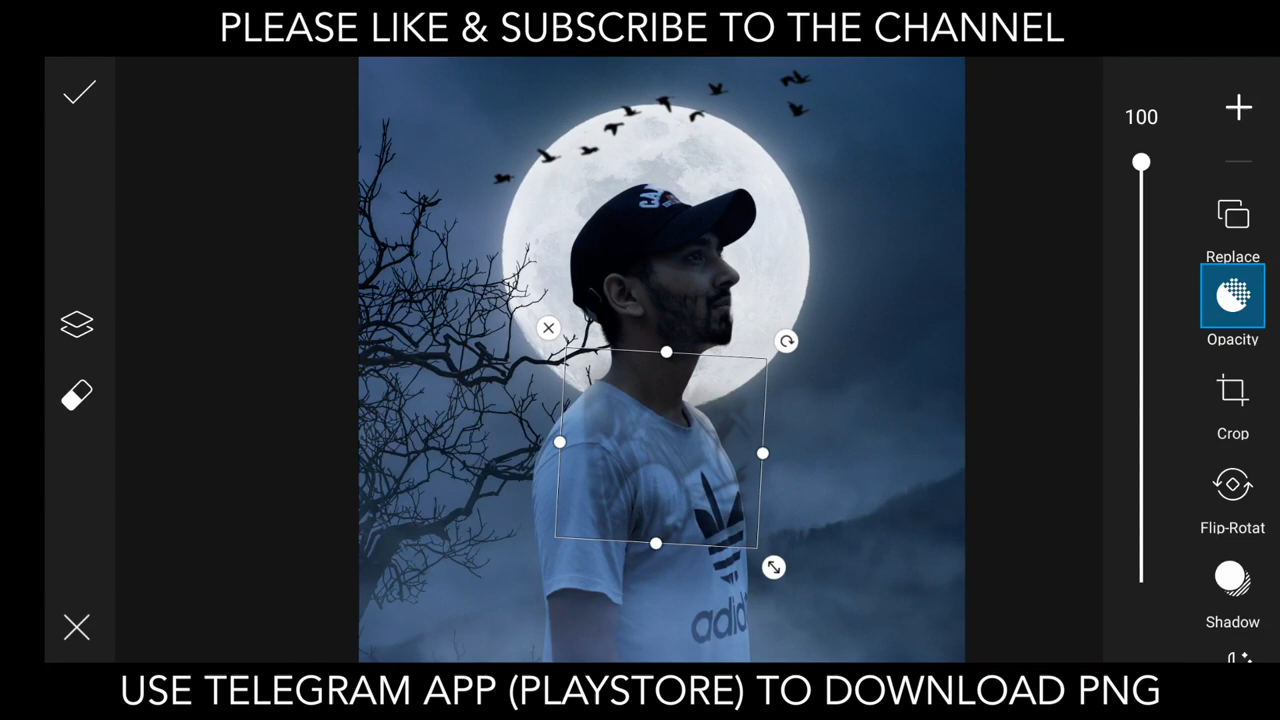 PLEASE LIKE & SUBSCRIBE TO THE CHANNEL
100
Replace
Opacity
Crop
Flip-Rotat
Shadow
adid
USE TELEGRAM APP (PLAYSTORE) TO DOWNLOAD PNG